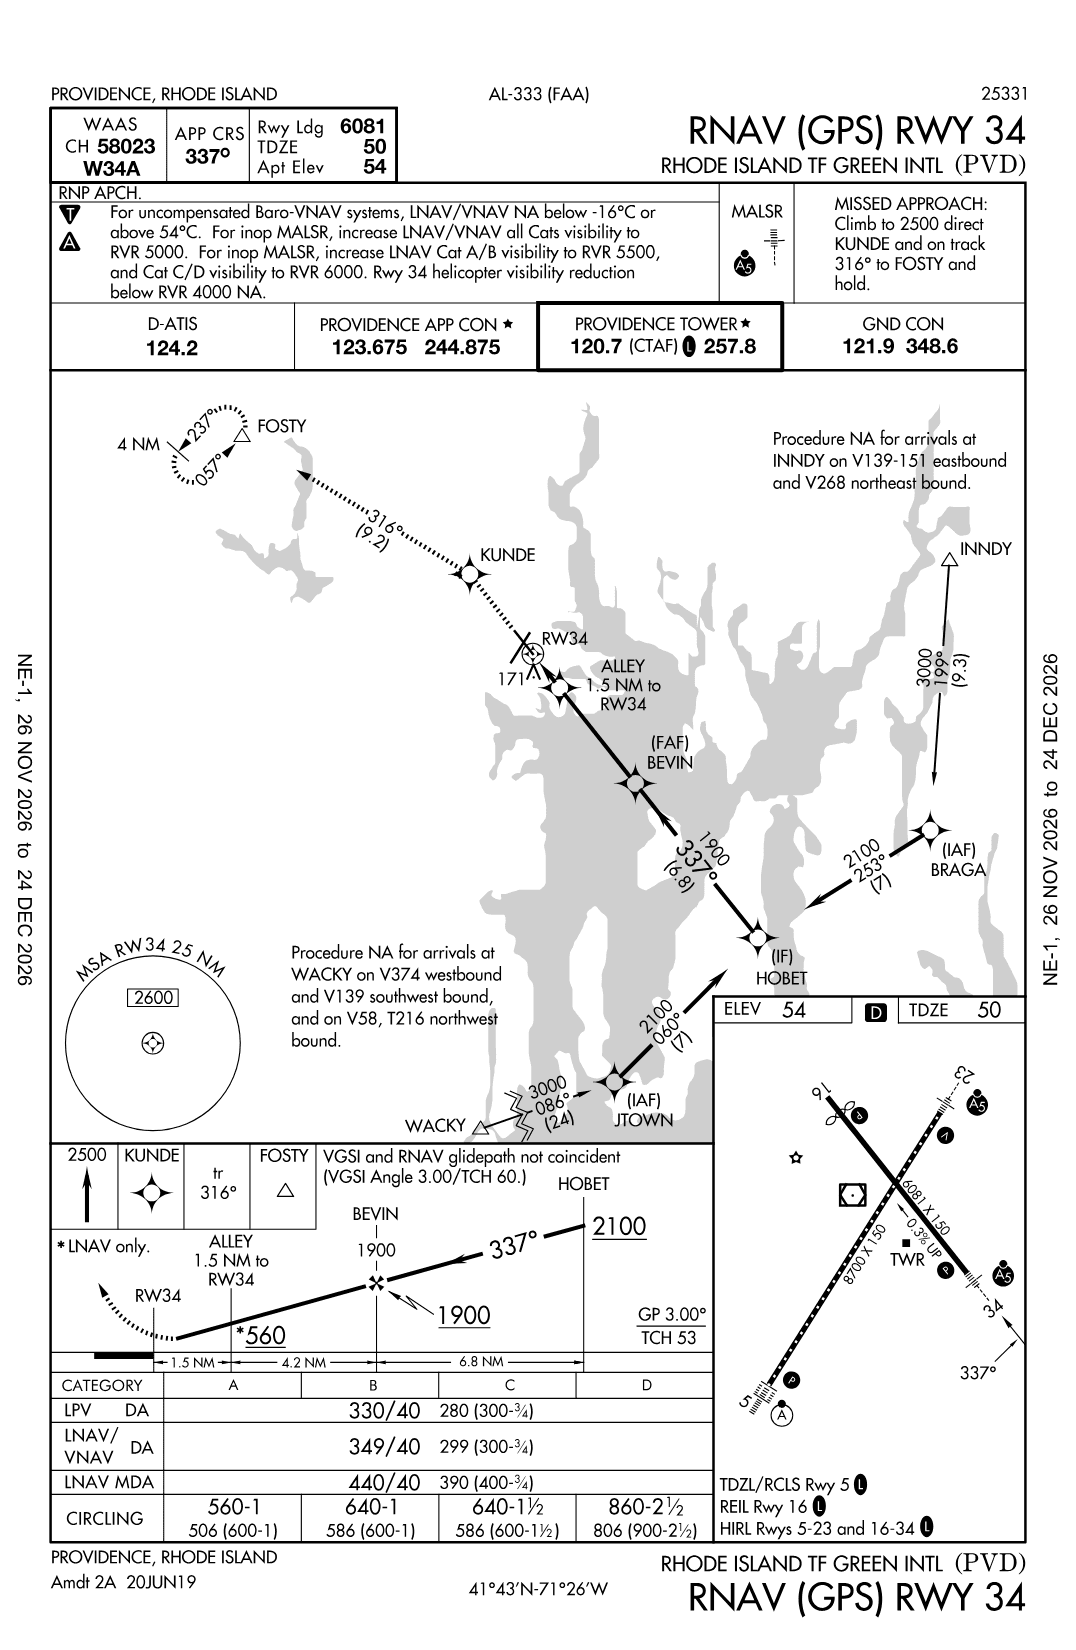 PROVIDENCE, RHODE ISLAND
AL-333 (FAA)
25331
WAAS
CH 58023
W34A
APP CRS
337°
Rwy Ldg 6081
TDZE 50
Apt Elev 54
RNAV (GPS) RWY 34
RHODE ISLAND TF GREEN INTL (PVD)
RNP APCH.
T
A
For uncompensated Baro-VNAV systems, LNAV/VNAV NA below -16°C or
above 54°C. For inop MALSR, increase LNAV/VNAV all Cats visibility to
RVR 5000. For inop MALSR, increase LNAV Cat A/B visibility to RVR 5500,
and Cat C/D visibility to RVR 6000. Rwy 34 helicopter visibility reduction
below RVR 4000 NA.
MALSR
A5
MISSED APPROACH:
Climb to 2500 direct
KUNDE and on track
316° to FOSTY and
hold.
D-ATIS
124.2
PROVIDENCE APP CON ★
123.675 244.875
PROVIDENCE TOWER ★
120.7 (CTAF) L 257.8
GND CON
121.9 348.6
FOSTY
4 NM
237°
057°
Procedure NA for arrivals at
INNDY on V139-151 eastbound
and V268 northeast bound.
316°
(9.2)
KUNDE
INNDY
RW34
171
ALLEY
1.5 NM to
RW34
3000
199°
(9.3)
(FAF)
BEVIN
1900
337°
(6.8)
2100
253°
(7)
(IAF)
BRAGA
(IF)
HOBET
MSA RW34 25 NM
2600
Procedure NA for arrivals at
WACKY on V374 westbound
and V139 southwest bound,
and on V58, T216 northwest
bound.
2100
060°
(7)
3000
086°
(24)
WACKY
(IAF)
JTOWN
ELEV 54
D
TDZE 50
16
23
A5
P
V
6081 X 150
0.3% UP
8700 X 150
TWR
P
A5
34
337°
5
P
A
TDZL/RCLS Rwy 5 L
REIL Rwy 16 L
HIRL Rwys 5-23 and 16-34 L
2500
KUNDE
tr
316°
FOSTY
VGSI and RNAV glidepath not coincident
(VGSI Angle 3.00/TCH 60.)
HOBET
2100
BEVIN
1900
337°
*LNAV only.
ALLEY
1.5 NM to
RW34
RW34
*560
1900
GP 3.00°
TCH 53
1.5 NM
4.2 NM
6.8 NM
CATEGORY A B C D
LPV DA 330/40 280 (300-¾)
LNAV/
VNAV DA 349/40 299 (300-¾)
LNAV MDA 440/40 390 (400-¾)
CIRCLING 560-1 640-1 640-1½ 860-2½
506 (600-1) 586 (600-1) 586 (600-1½) 806 (900-2½)
PROVIDENCE, RHODE ISLAND
Amdt 2A 20JUN19
41°43'N-71°26'W
RHODE ISLAND TF GREEN INTL (PVD)
RNAV (GPS) RWY 34
NE-1, 26 NOV 2026 to 24 DEC 2026
NE-1, 26 NOV 2026 to 24 DEC 2026